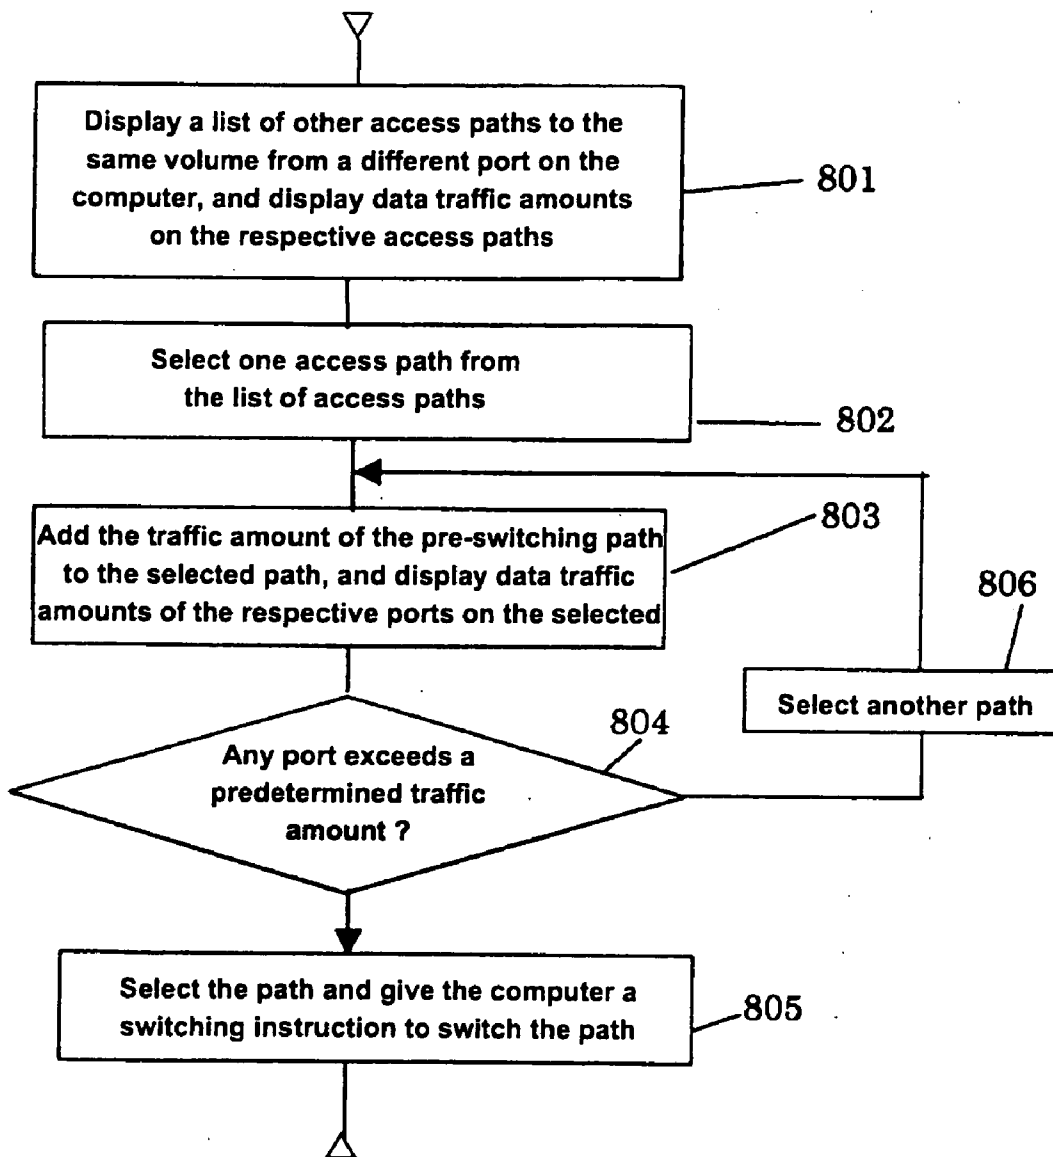 Display a list of other access paths to the
same volume from a different port on the
computer, and display data traffic amounts
on the respective access paths
801
Select one access path from
the list of access paths
802
Add the traffic amount of the pre-switching path
to the selected path, and display data traffic
amounts of the respective ports on the selected
803
806
Select another path
804
Any port exceeds a
predetermined traffic
amount ?
Select the path and give the computer a
switching instruction to switch the path
805